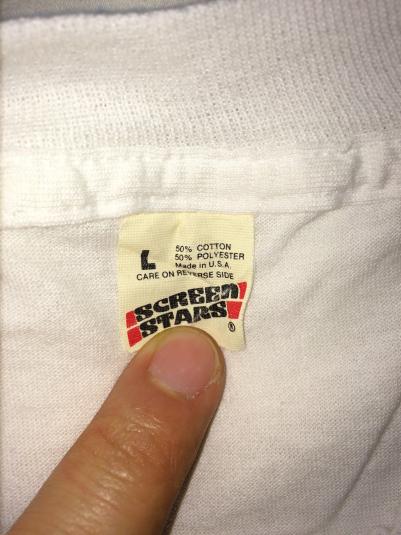 L
50% COTTON
50% POLYESTER
Made in U.S.A.
CARE ON REVERSE SIDE
SCREEN
STARS®